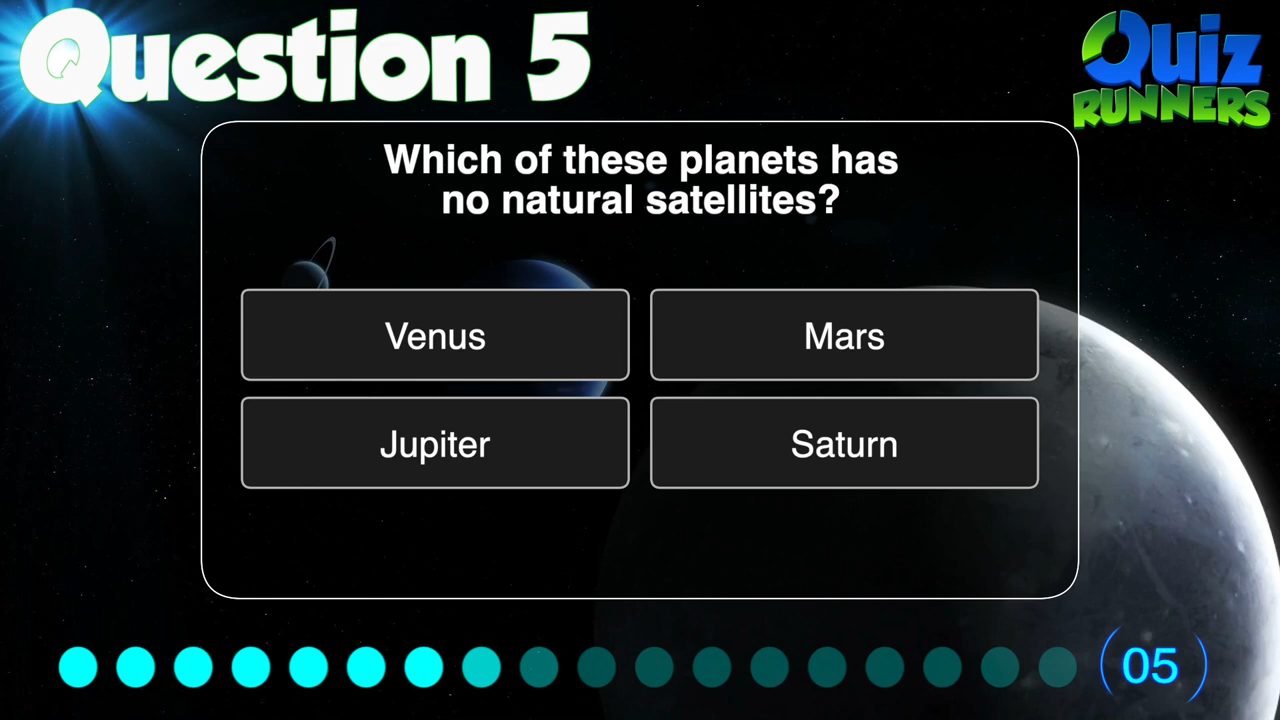 Question 5
Quiz
RUNNERS
Which of these planets has
no natural satellites?
Venus
Mars
Jupiter
Saturn
05